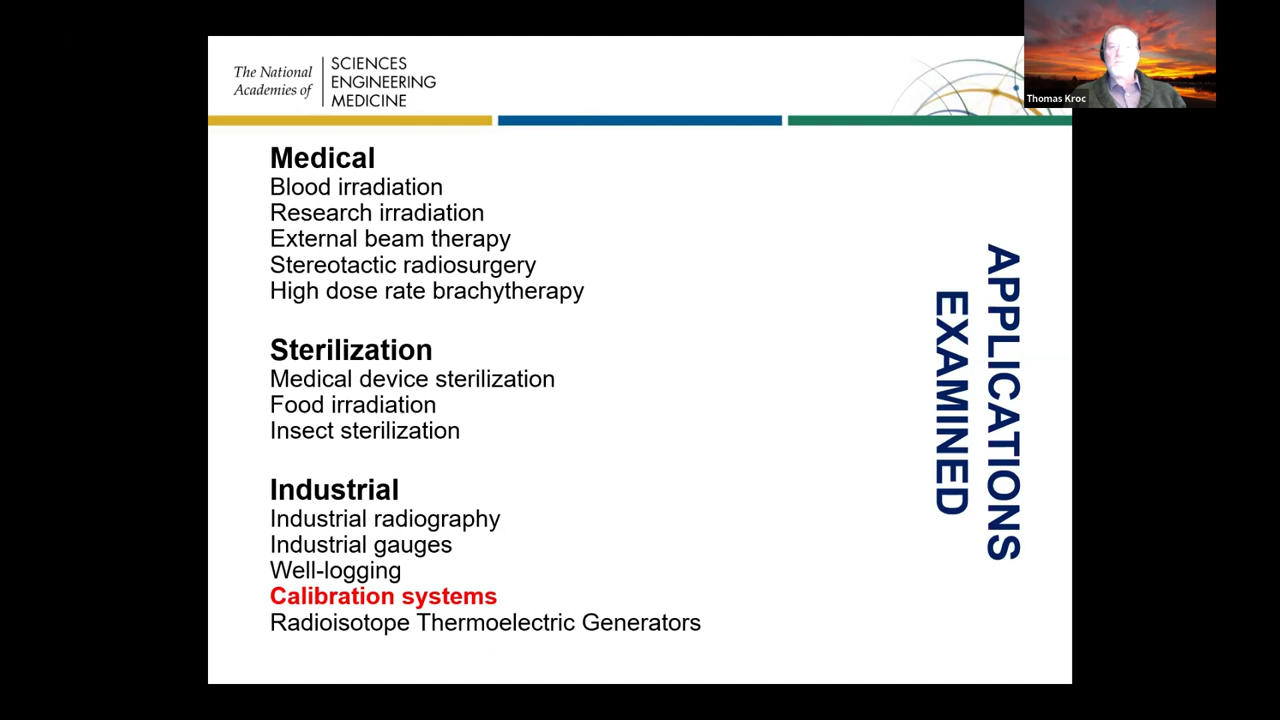 The National
Academies of
SCIENCES
ENGINEERING
MEDICINE
Thomas Kroc
Medical
Blood irradiation
Research irradiation
External beam therapy
Stereotactic radiosurgery
High dose rate brachytherapy
Sterilization
Medical device sterilization
Food irradiation
Insect sterilization
Industrial
Industrial radiography
Industrial gauges
Well-logging
Calibration systems
Radioisotope Thermoelectric Generators
APPLICATIONS
EXAMINED